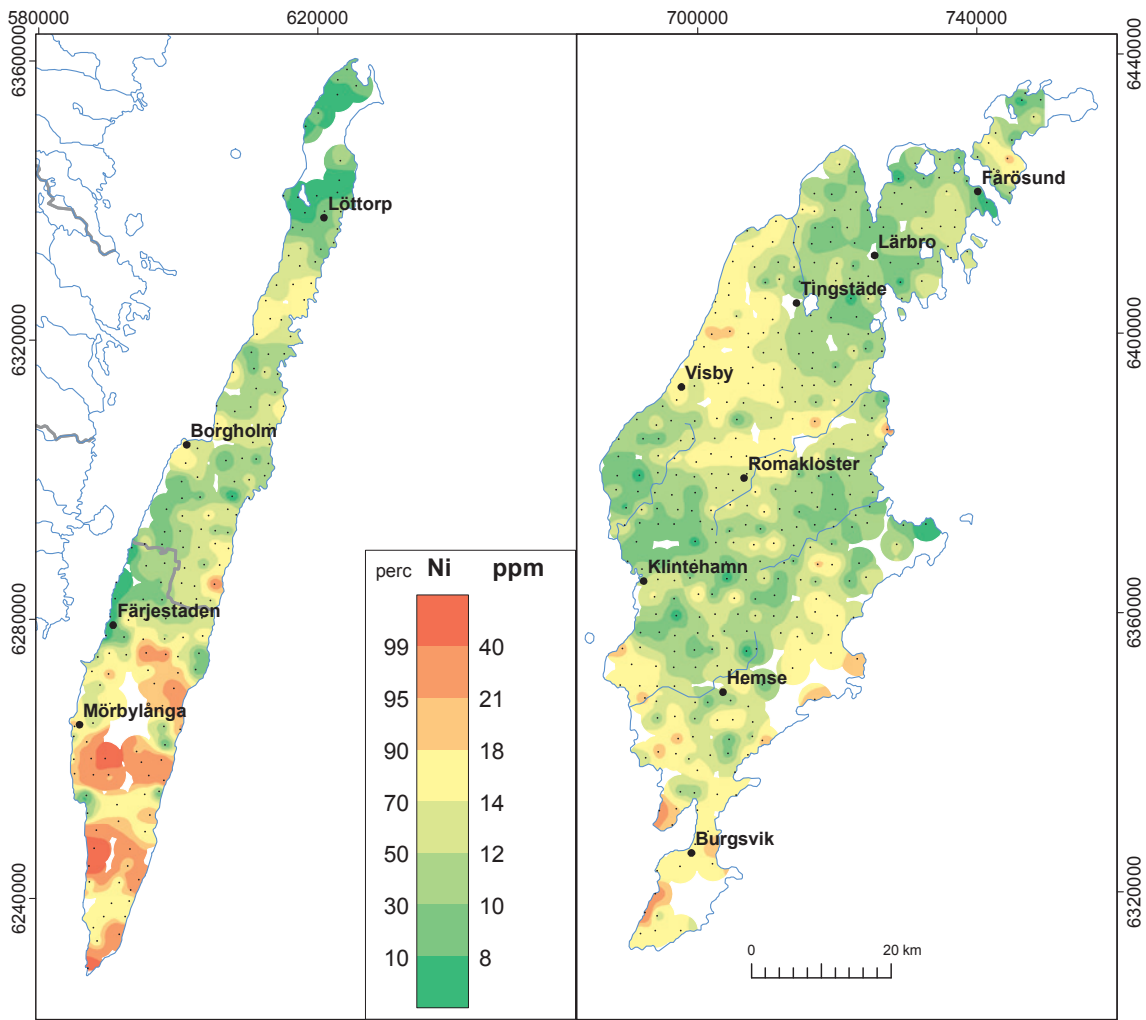 580000 620000 700000 740000
6360000
6320000
6280000
6240000
6440000
6400000
6360000
6320000
Löttorp
Borgholm
Färjestaden
Mörbylånga
Fårösund
Lärbro
Tingstäde
Visby
Romakloster
Klintehamn
Hemse
Burgsvik
perc Ni ppm
99 40
95 21
90 18
70 14
50 12
30 10
10 8
0 20 km